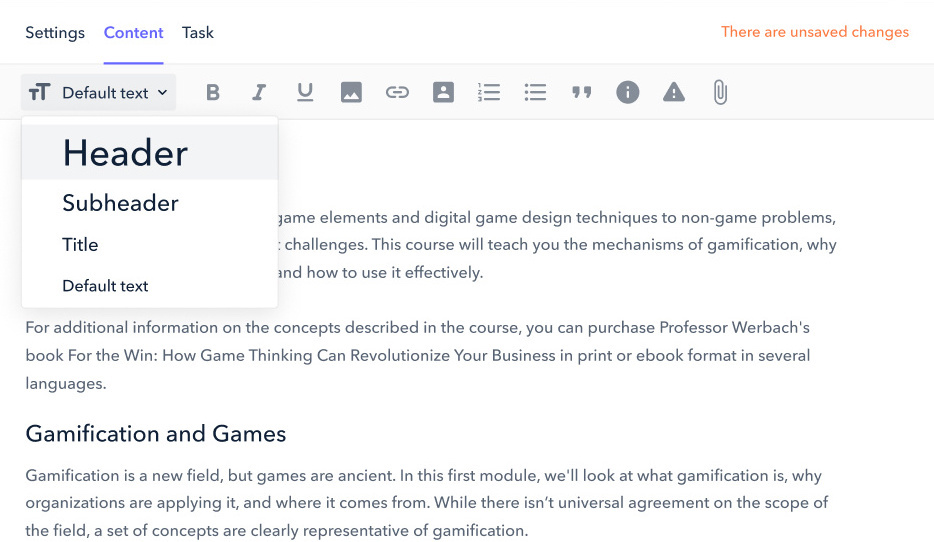 Settings Content Task There are unsaved changes
Default text
Header
Subheader
Title
Default text
game elements and digital game design techniques to non-game problems,
challenges. This course will teach you the mechanisms of gamification, why
and how to use it effectively.
For additional information on the concepts described in the course, you can purchase Professor Werbach's
book For the Win: How Game Thinking Can Revolutionize Your Business in print or ebook format in several
languages.
Gamification and Games
Gamification is a new field, but games are ancient. In this first module, we'll look at what gamification is, why
organizations are applying it, and where it comes from. While there isn’t universal agreement on the scope of
the field, a set of concepts are clearly representative of gamification.